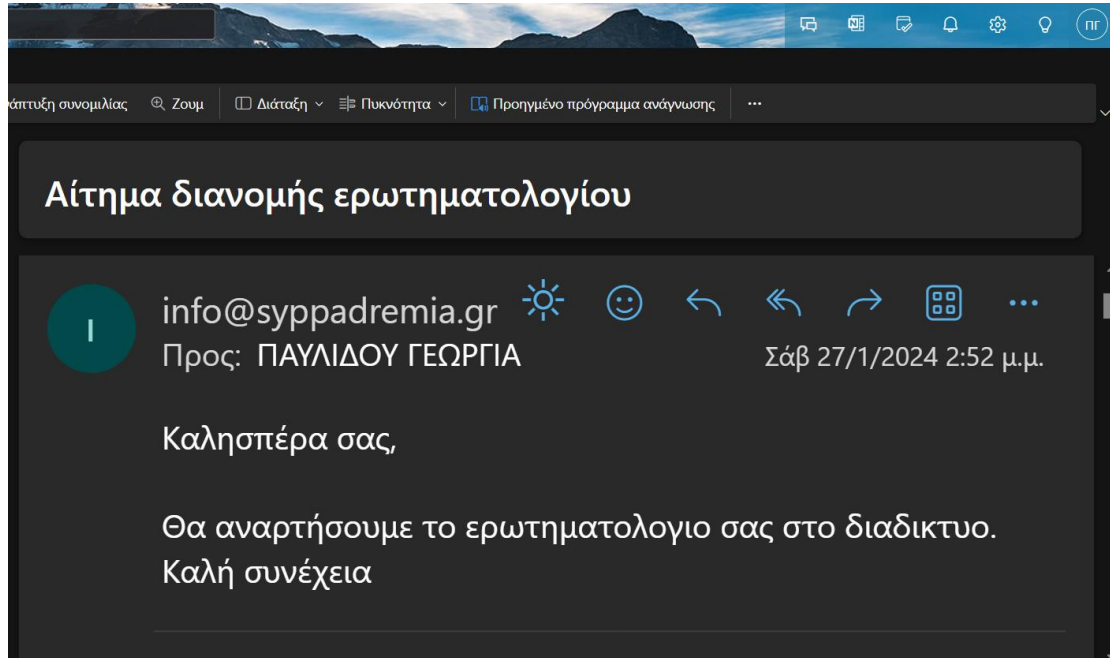 ΠΓ
άπτυξη συνομιλίας Ζουμ Διάταξη Πυκνότητα Προηγμένο πρόγραμμα ανάγνωσης ...
Αίτημα διανομής ερωτηματολογίου
I
info@syppadremia.gr
Προς: ΠΑΥΛΙΔΟΥ ΓΕΩΡΓΙΑ
Σάβ 27/1/2024 2:52 μ.μ.
Καλησπέρα σας,
Θα αναρτήσουμε το ερωτηματολογιο σας στο διαδικτυο.
Καλή συνέχεια